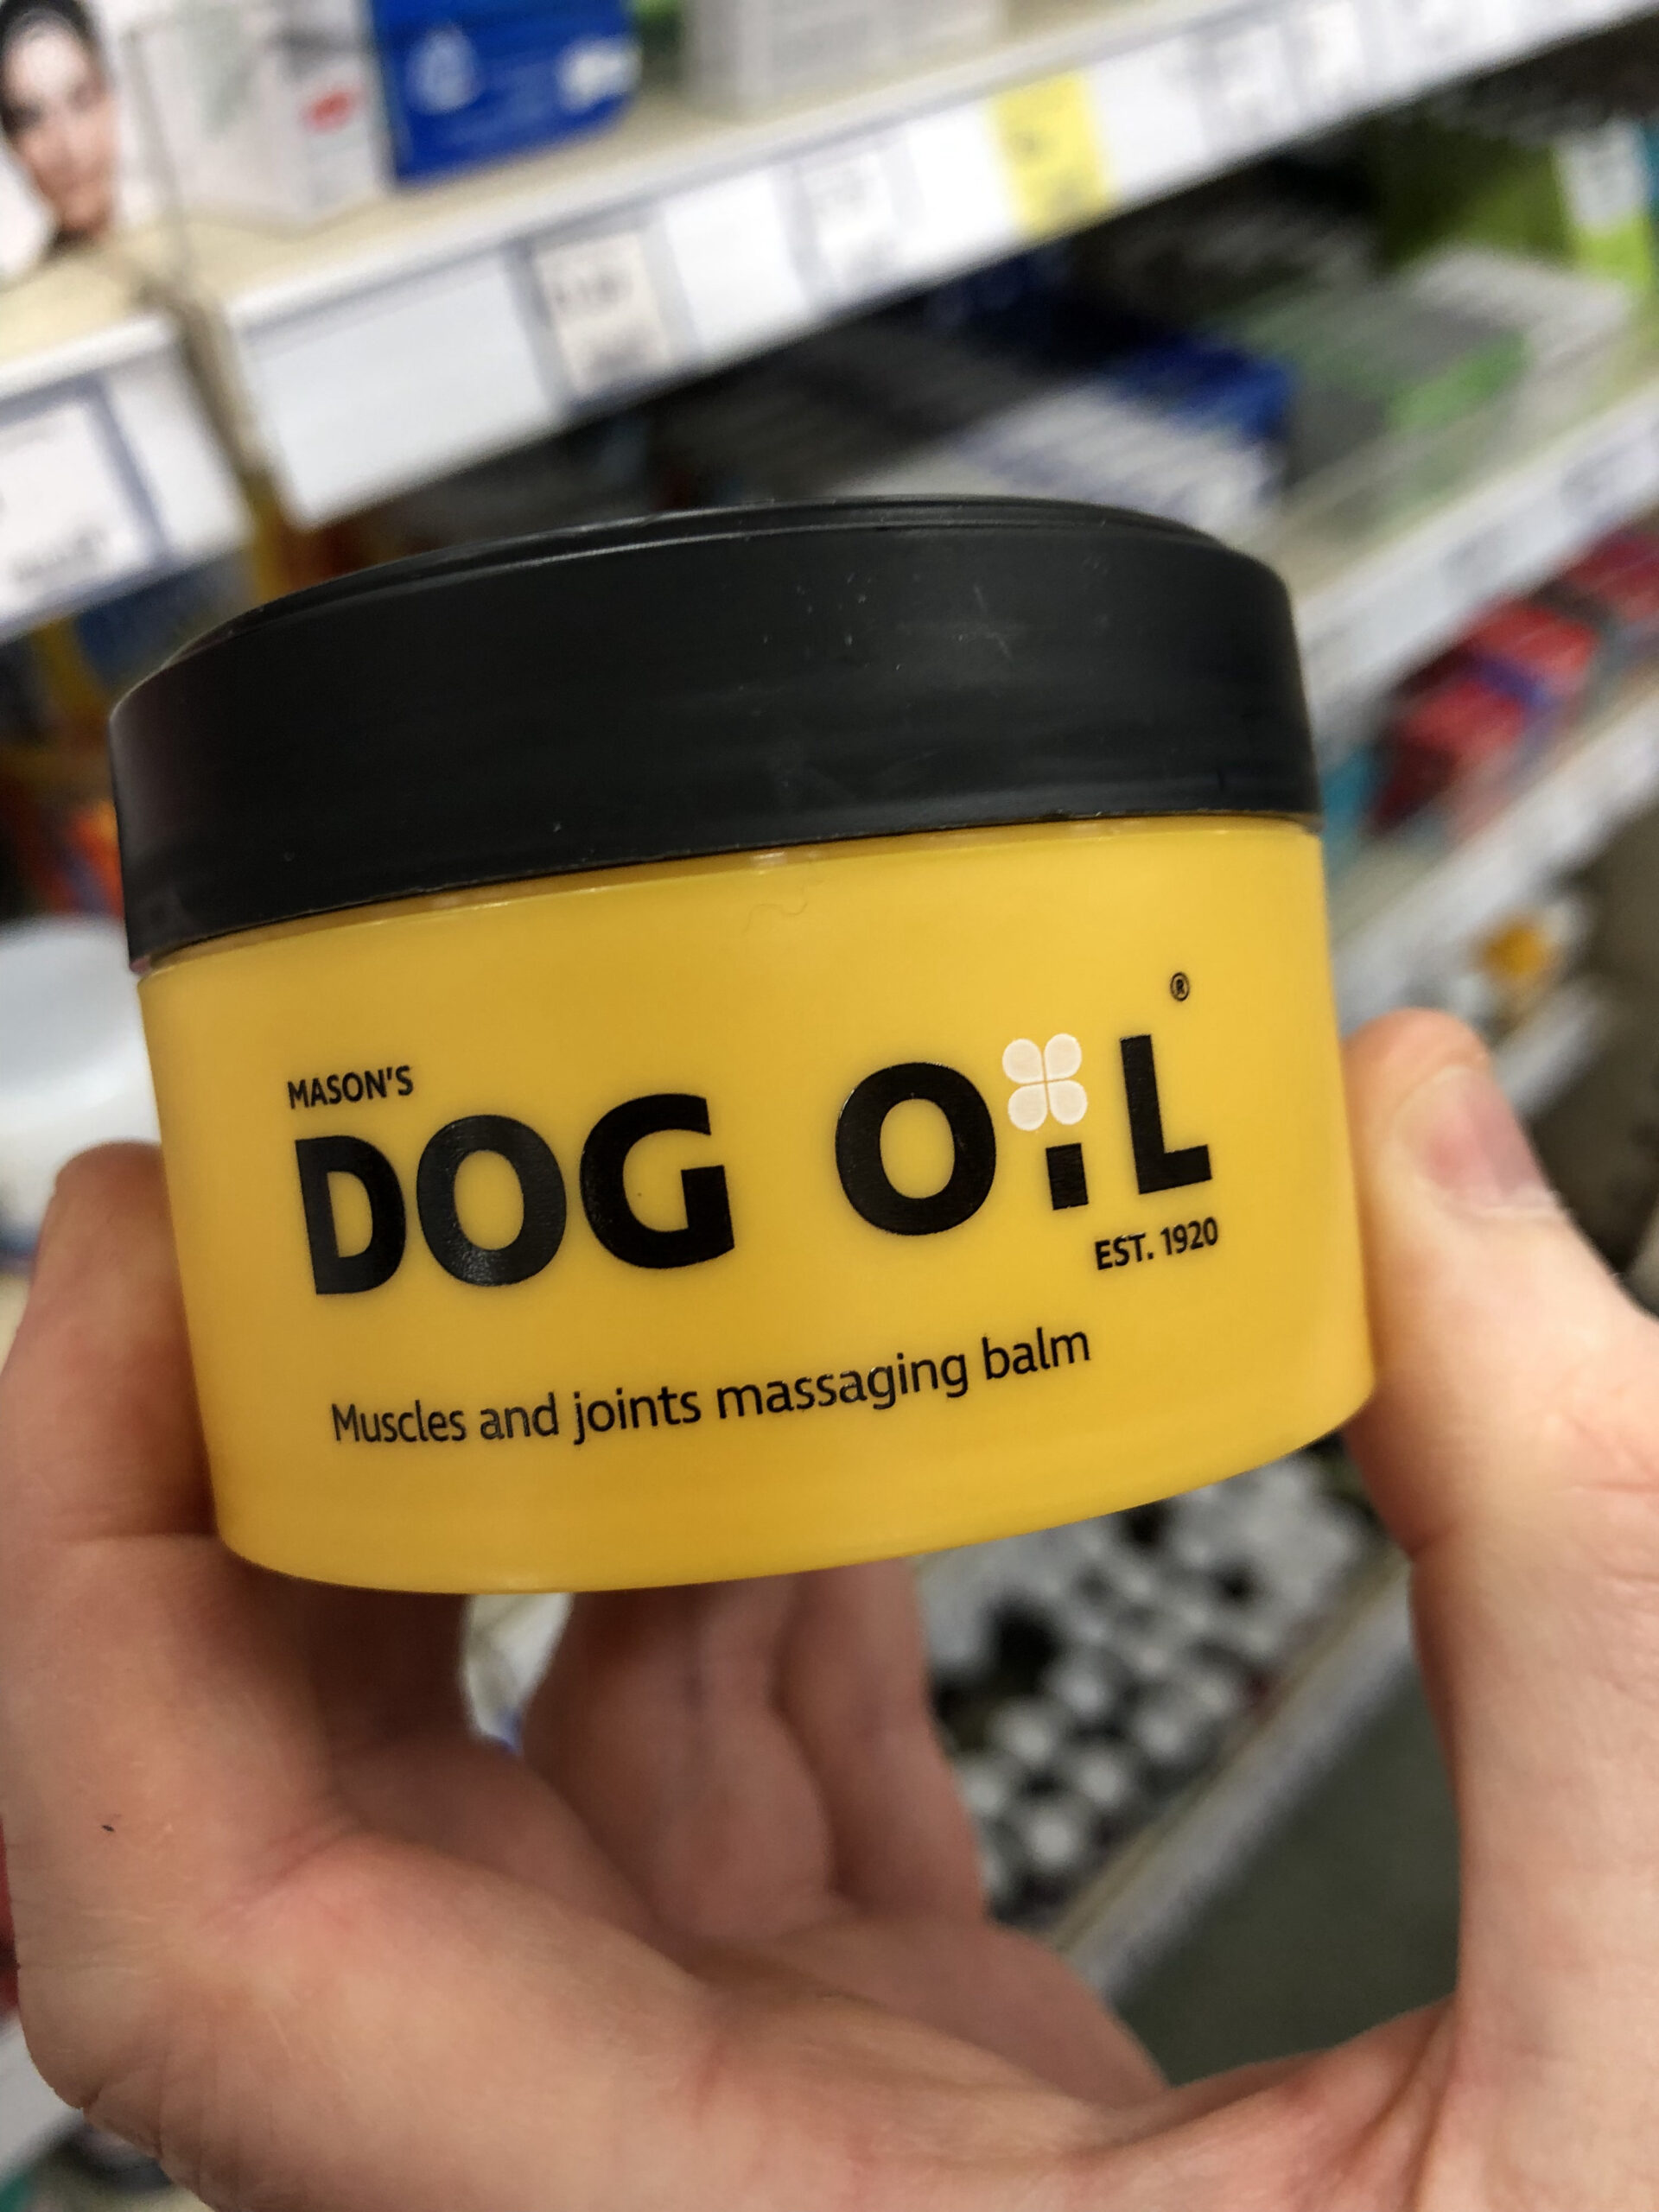 MASON'S
DOG OIL®
EST. 1920
Muscles and joints massaging balm